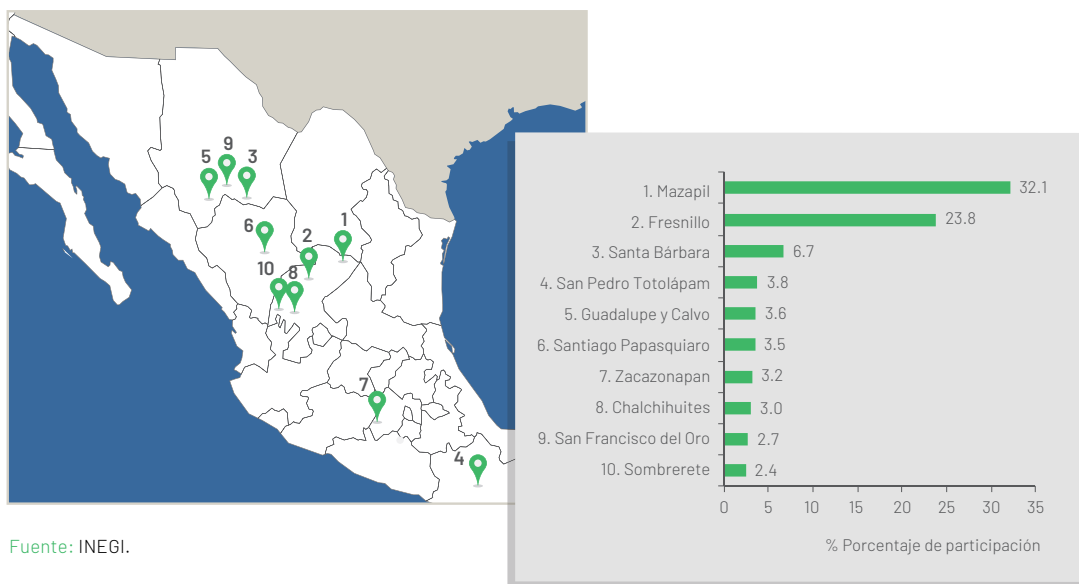 9
5
3
6
1
2
10
8
7
4
1. Mazapil 32.1
2. Fresnillo 23.8
3. Santa Bárbara 6.7
4. San Pedro Totolápam 3.8
5. Guadalupe y Calvo 3.6
6. Santiago Papasquiaro 3.5
7. Zacazonapan 3.2
8. Chalchihuites 3.0
9. San Francisco del Oro 2.7
10. Sombrerete 2.4
0 5 10 15 20 25 30 35
% Porcentaje de participación
Fuente: INEGI.